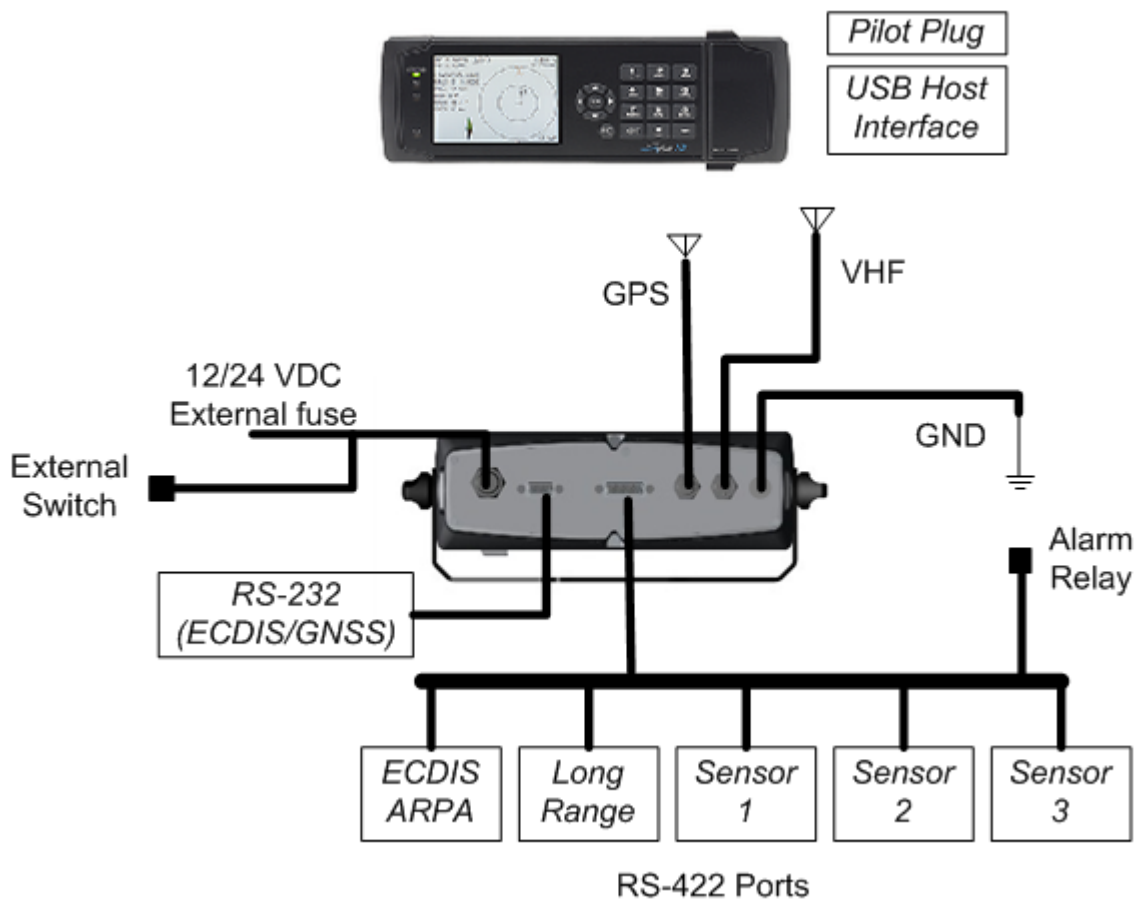 Pilot Plug
USB Host
Interface
VHF
GPS
12/24 VDC
External fuse
GND
External
Switch
Alarm
Relay
RS-232
(ECDIS/GNSS)
ECDIS
ARPA
Long
Range
Sensor
1
Sensor
2
Sensor
3
RS-422 Ports